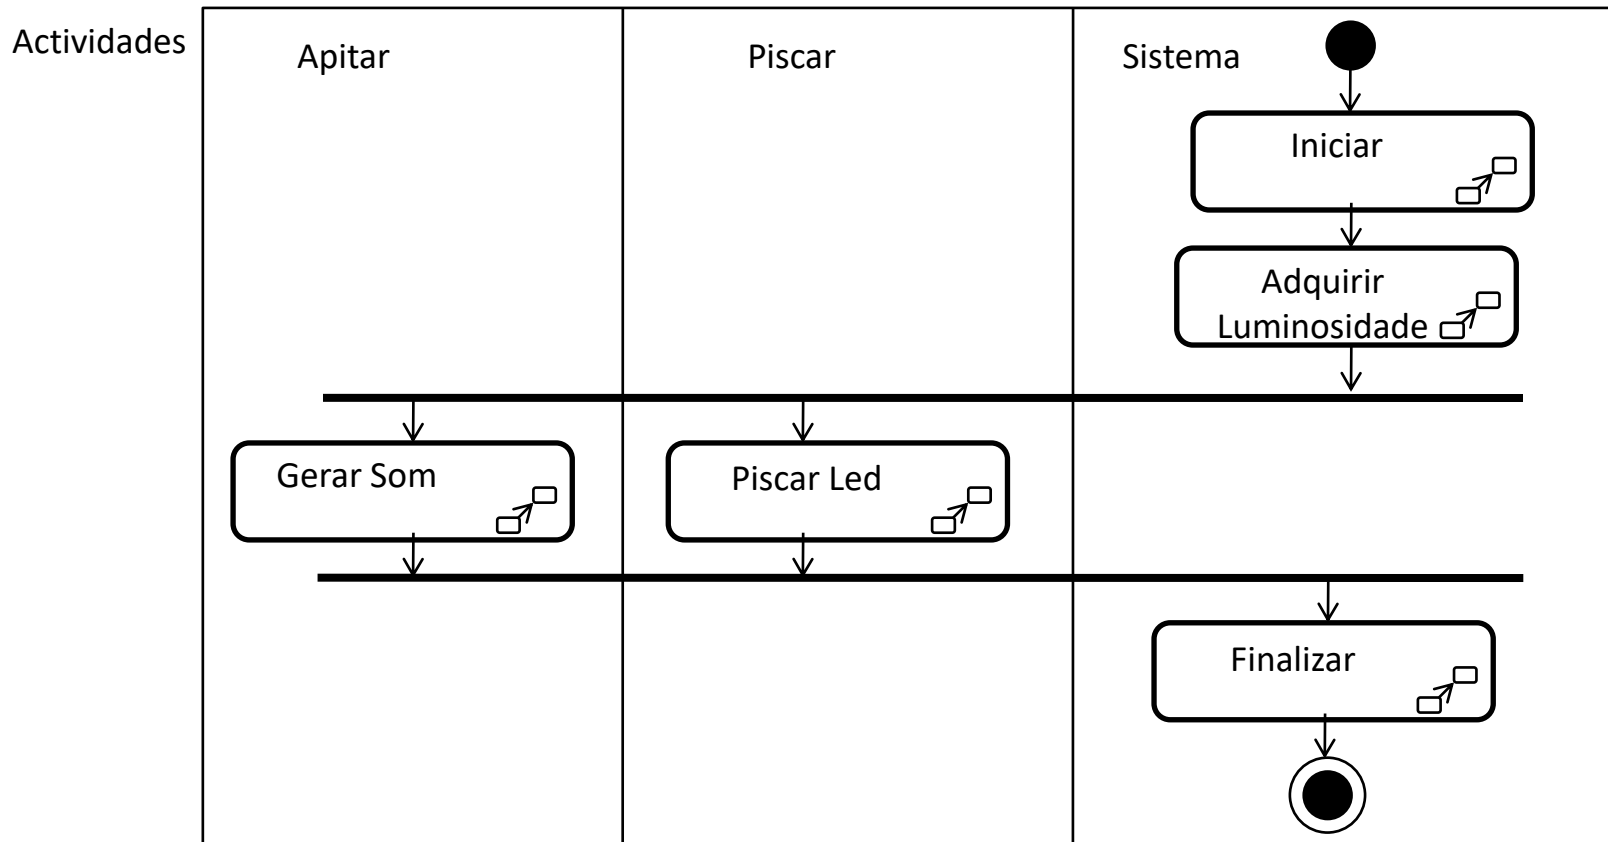 Actividades
Apitar
Piscar
Sistema
Iniciar
Adquirir
Luminosidade
Gerar Som
Piscar Led
Finalizar